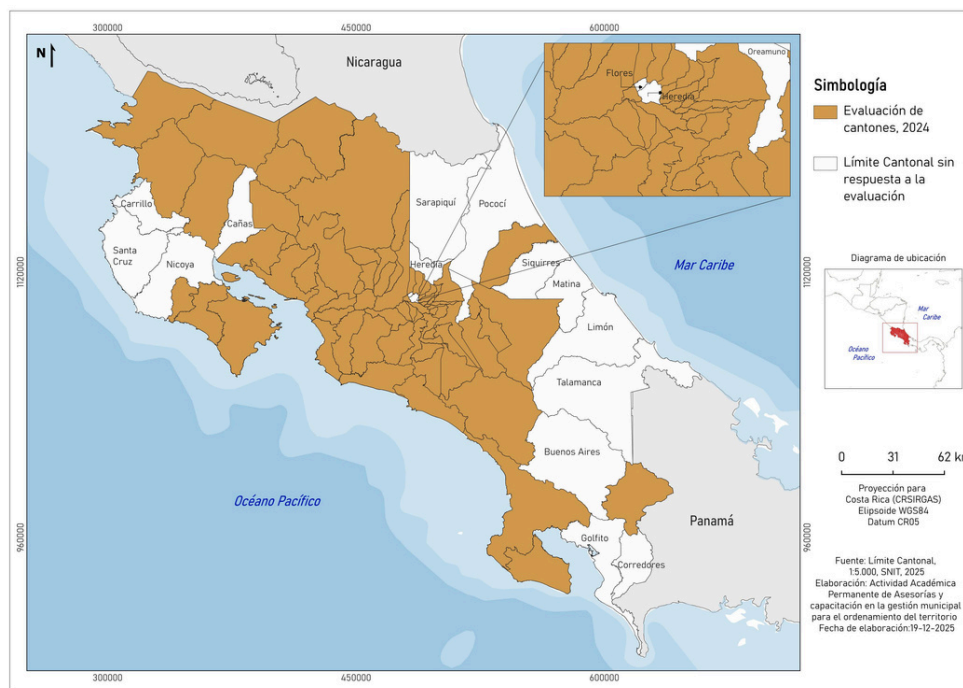 300000
450000
600000
N
Nicaragua
Oreamuno
Flores
Heredia
Carrillo
Cañas
Sarapiquí
Pococí
Santa
Cruz
Nicoya
Heredia
Siquirres
Matina
Limón
Talamanca
Buenos Aires
Golfito
Corredores
Panamá
Mar Caribe
Océano Pacífico
1120000
960000
1120000
960000
300000
450000
600000
Simbología
Evaluación de
cantones, 2024
Límite Cantonal sin
respuesta a la
evaluación
Diagrama de ubicación
Mar
Caribe
Océano
Pacífico
0 31 62 km
Proyección para
Costa Rica (CRSIRGAS)
Elipsoide WGS84
Datum CR05
Fuente: Límite Cantonal,
1:5.000, SNIT, 2025
Elaboración: Actividad Académica
Permanente de Asesorías y
capacitación en la gestión municipal
para el ordenamiento del territorio
Fecha de elaboración:19-12-2025